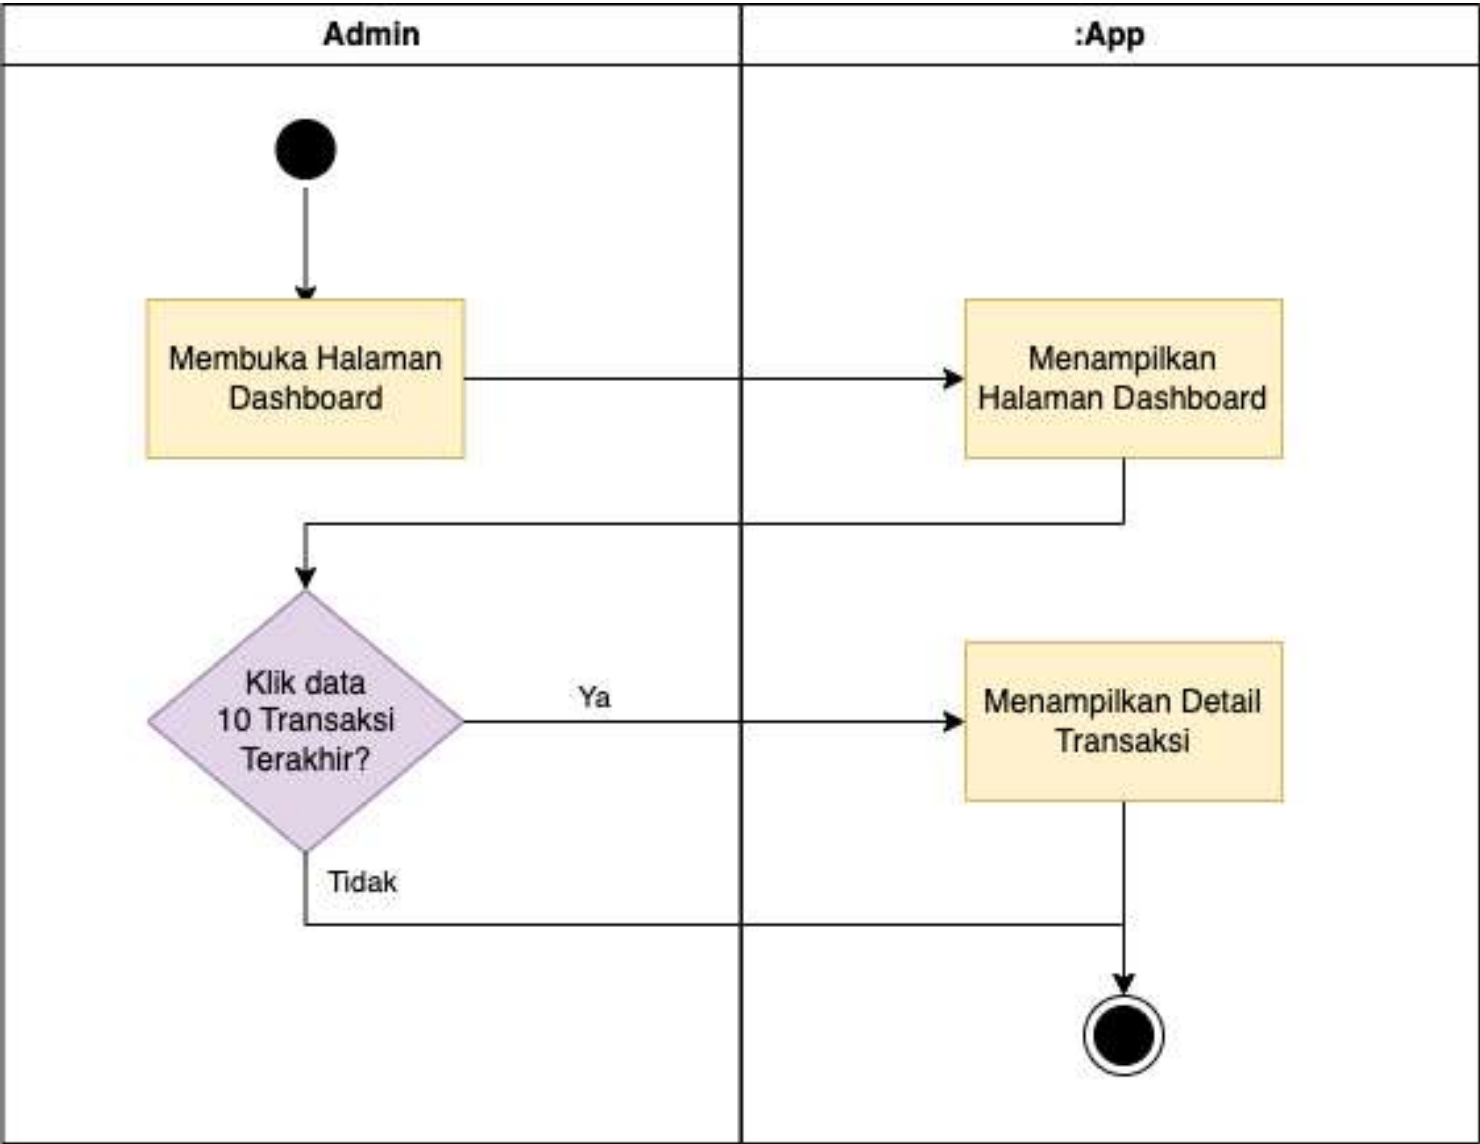 Admin
:App
Membuka Halaman
Dashboard
Menampilkan
Halaman Dashboard
Klik data
10 Transaksi
Terakhir?
Ya
Menampilkan Detail
Transaksi
Tidak